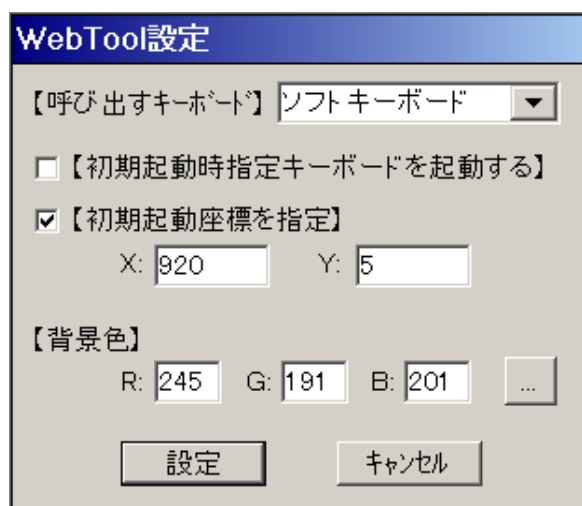 WebTool設定
【呼び出すｷｰﾎﾞｰﾄﾞ】 ソフトキーボード
【初期起動時指定キーボードを起動する】
【初期起動座標を指定】
X: 920 Y: 5
【背景色】
R: 245 G: 191 B: 201 ...
設定 ｷｬﾝｾﾙ